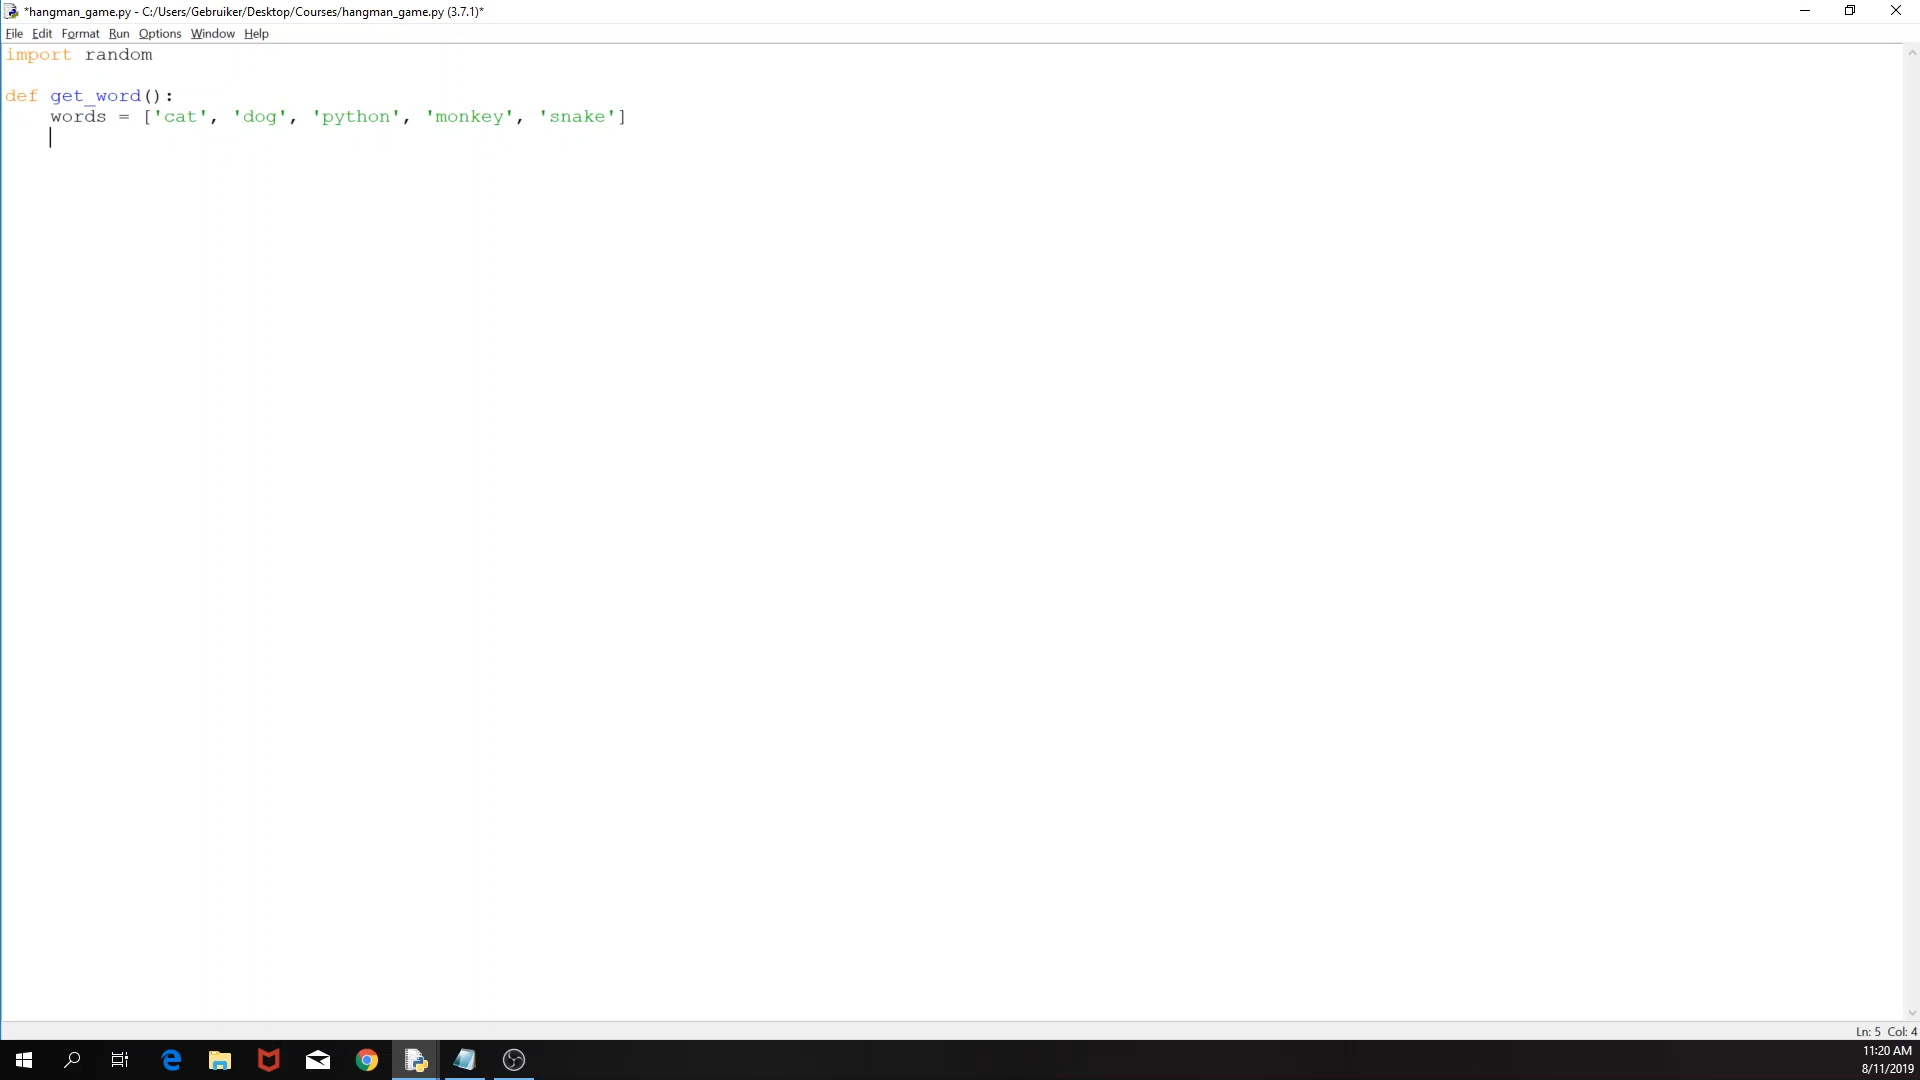 *hangman_game.py - C:/Users/Gebruiker/Desktop/Courses/hangman_game.py (3.7.1)*
File Edit Format Run Options Window Help
import random
def get_word():
    words = ['cat', 'dog', 'python', 'monkey', 'snake']
Ln: 5 Col: 4
11:20 AM
8/11/2019